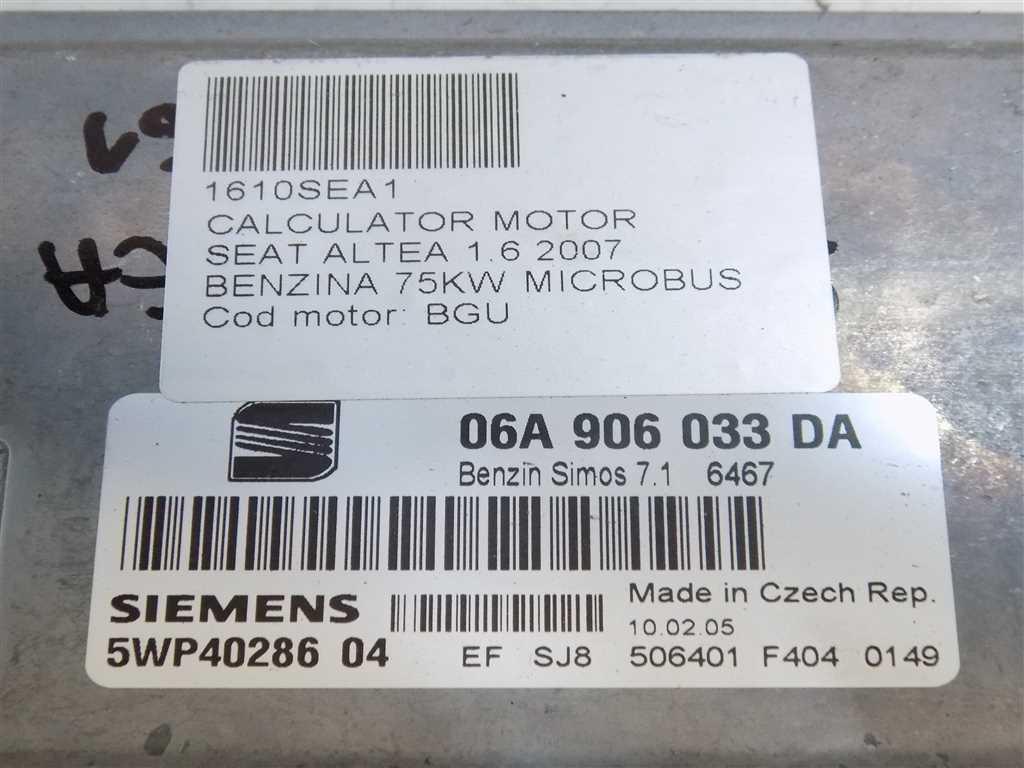 1610SEA1
CALCULATOR MOTOR
SEAT ALTEA 1.6 2007
BENZINA 75KW MICROBUS
Cod motor: BGU
06A 906 033 DA
Benzin Simos 7.1 6467
SIEMENS
Made in Czech Rep.
10.02.05
5WP40286 04
EF SJ8 506401 F404 0149